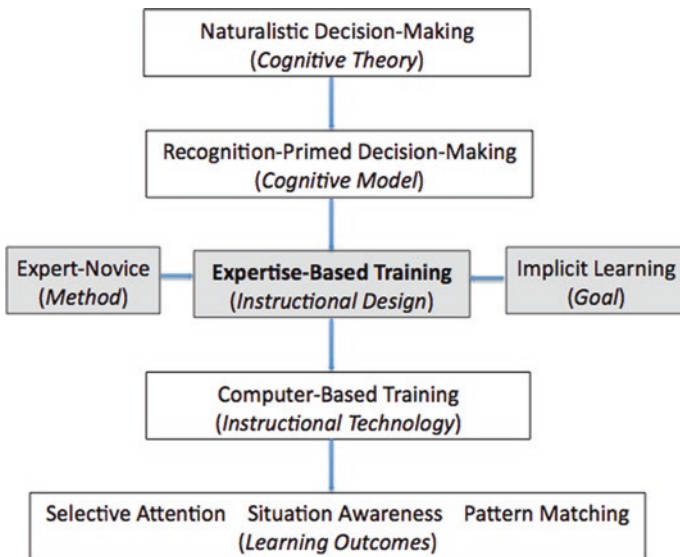 Naturalistic Decision-Making
(Cognitive Theory)
Recognition-Primed Decision-Making
(Cognitive Model)
Expert-Novice
(Method)
Expertise-Based Training
(Instructional Design)
Implicit Learning
(Goal)
Computer-Based Training
(Instructional Technology)
Selective Attention Situation Awareness Pattern Matching
(Learning Outcomes)